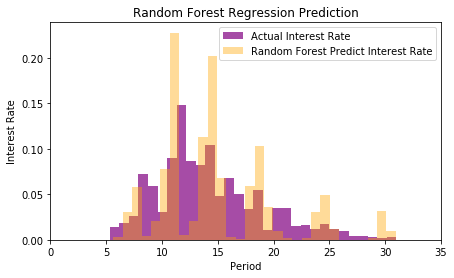 Random Forest Regression Prediction
Actual Interest Rate
Random Forest Predict Interest Rate
Interest Rate
0.20
0.15
0.10
0.05
0.00
0 5 10 15 20 25 30 35
Period